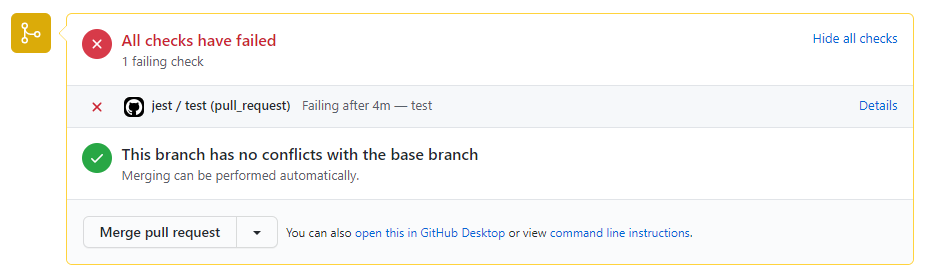 All checks have failed
Hide all checks
1 failing check
jest / test (pull_request) Failing after 4m — test
Details
This branch has no conflicts with the base branch
Merging can be performed automatically.
Merge pull request
You can also open this in GitHub Desktop or view command line instructions.